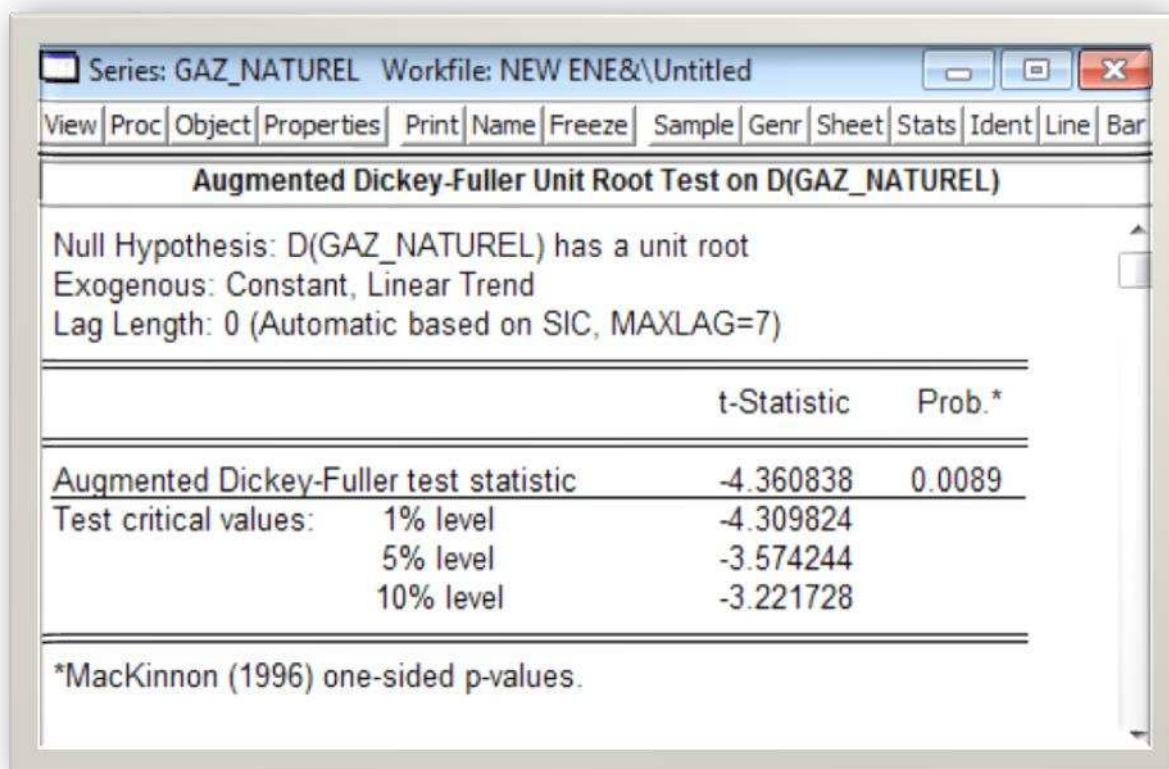 Series: GAZ_NATUREL Workfile: NEW ENE&\Untitled
View Proc Object Properties Print Name Freeze Sample Genr Sheet Stats Ident Line Bar
Augmented Dickey-Fuller Unit Root Test on D(GAZ_NATUREL)
Null Hypothesis: D(GAZ_NATUREL) has a unit root
Exogenous: Constant, Linear Trend
Lag Length: 0 (Automatic based on SIC, MAXLAG=7)
t-Statistic Prob.*
Augmented Dickey-Fuller test statistic -4.360838 0.0089
Test critical values: 1% level -4.309824
5% level -3.574244
10% level -3.221728
*MacKinnon (1996) one-sided p-values.